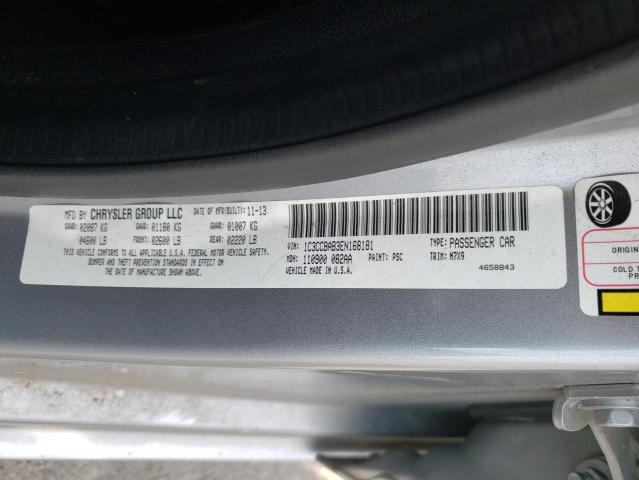 MFD BY CHRYSLER GROUP LLC DATE OF MFR(BUILT): 11-13
GVWR: 02087 KG GAWR: 01180 KG GAWR: 01007 KG
04600 LB FRONT: 02600 LB REAR: 02220 LB
THIS VEHICLE CONFORMS TO ALL APPLICABLE U.S.A. FEDERAL MOTOR VEHICLE SAFETY,
BUMPER AND THEFT PREVENTION STANDARDS IN EFFECT ON
THE DATE OF MANUFACTURE SHOWN ABOVE.
VIN: 1C3CCBAB3EN168181 TYPE: PASSENGER CAR
MDH: 110900 082AA PAINT: PSC TRIM: M7X9
VEHICLE MADE IN U.S.A. 4658843
ORIGIN
COLD T
PR